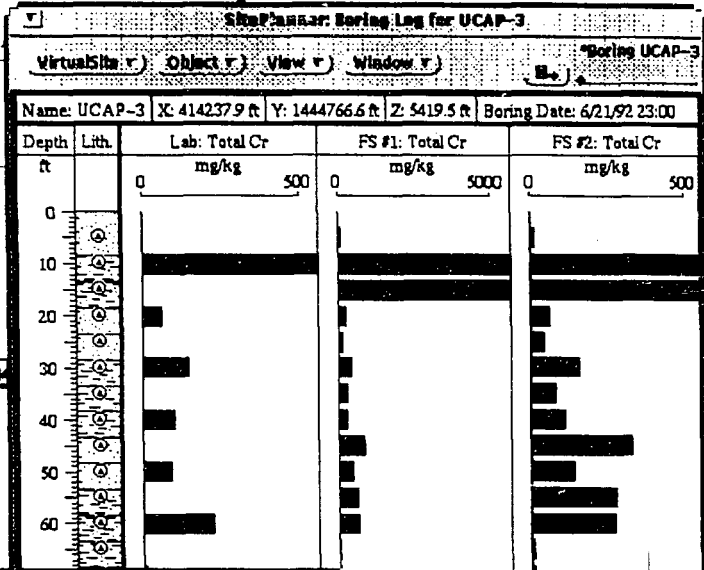 SitePlanner: Boring Log for UCAP-3
VirtualSite Object View Window
*Boring UCAP-3
Name: UCAP-3 X: 414237.9 ft Y: 1444766.6 ft Z: 5419.5 ft Boring Date: 6/21/92 23:00
Depth Lith. Lab: Total Cr FS #1: Total Cr FS #2: Total Cr
ft mg/kg mg/kg mg/kg
0 500 0 5000 0 500
0
10
20
30
40
50
60